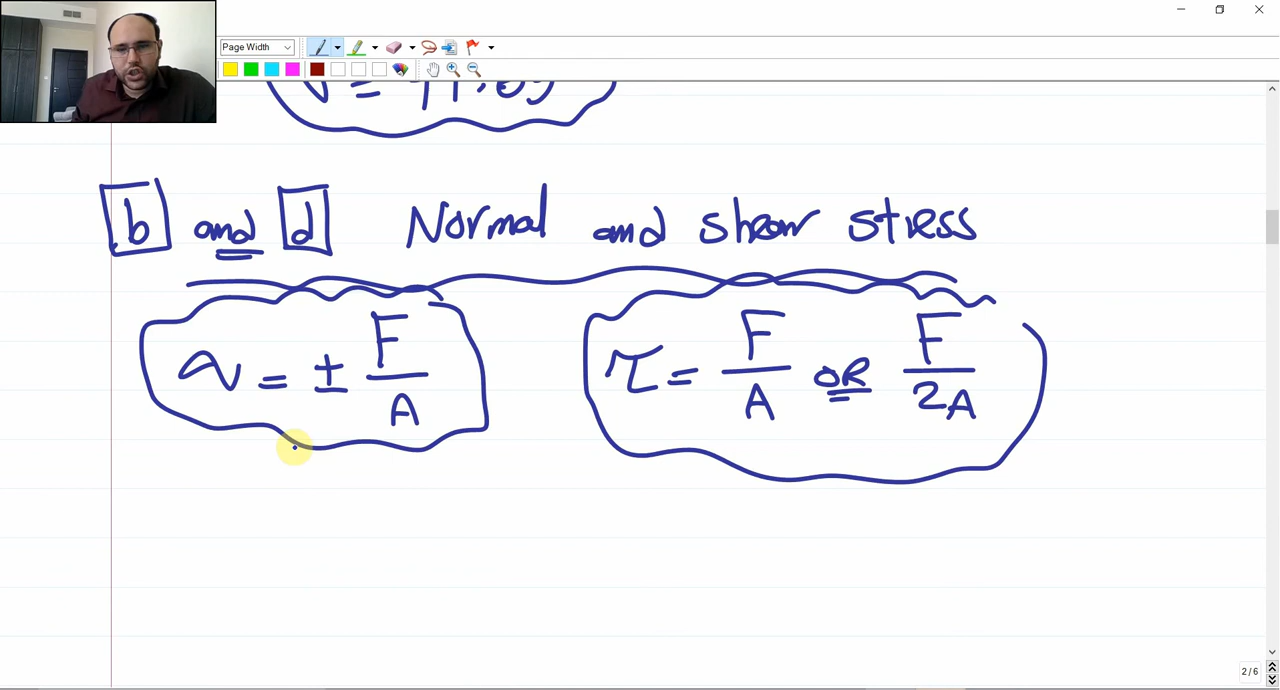 Page Width
b and d Normal and shear stress
σ = ± F/A τ = F/A OR F/2A
2 / 6